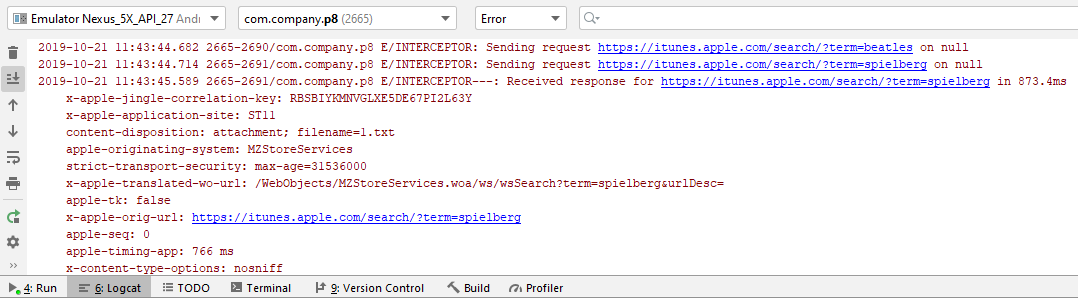 Emulator Nexus_5X_API_27 Andr com.company.p8 (2665) Error
2019-10-21 11:43:44.682 2665-2690/com.company.p8 E/INTERCEPTOR: Sending request https://itunes.apple.com/search/?term=beatles on null
2019-10-21 11:43:44.714 2665-2691/com.company.p8 E/INTERCEPTOR: Sending request https://itunes.apple.com/search/?term=spielberg on null
2019-10-21 11:43:45.589 2665-2691/com.company.p8 E/INTERCEPTOR---: Received response for https://itunes.apple.com/search/?term=spielberg in 873.4ms
x-apple-jingle-correlation-key: RBSBIYKMNVGLXE5DE67PI2L63Y
x-apple-application-site: ST11
content-disposition: attachment; filename=1.txt
apple-originating-system: MZStoreServices
strict-transport-security: max-age=31536000
x-apple-translated-wo-url: /WebObjects/MZStoreServices.woa/ws/wsSearch?term=spielberg&urlDesc=
apple-tk: false
x-apple-orig-url: https://itunes.apple.com/search/?term=spielberg
apple-seq: 0
apple-timing-app: 766 ms
x-content-type-options: nosniff
4: Run 6: Logcat TODO Terminal 9: Version Control Build Profiler